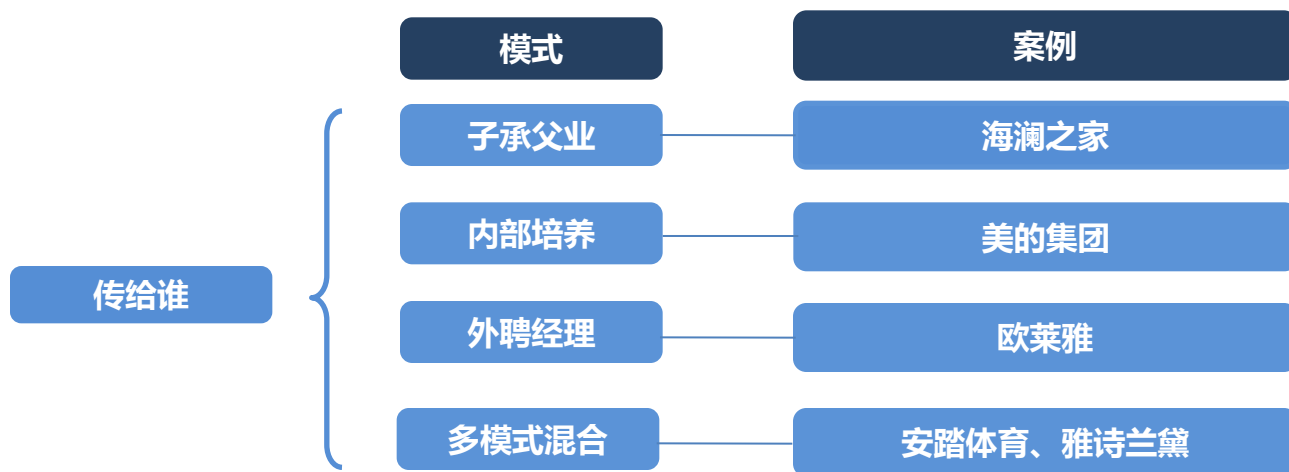 模式
案例
子承父业
海澜之家
内部培养
美的集团
传给谁
外聘经理
欧莱雅
多模式混合
安踏体育、雅诗兰黛